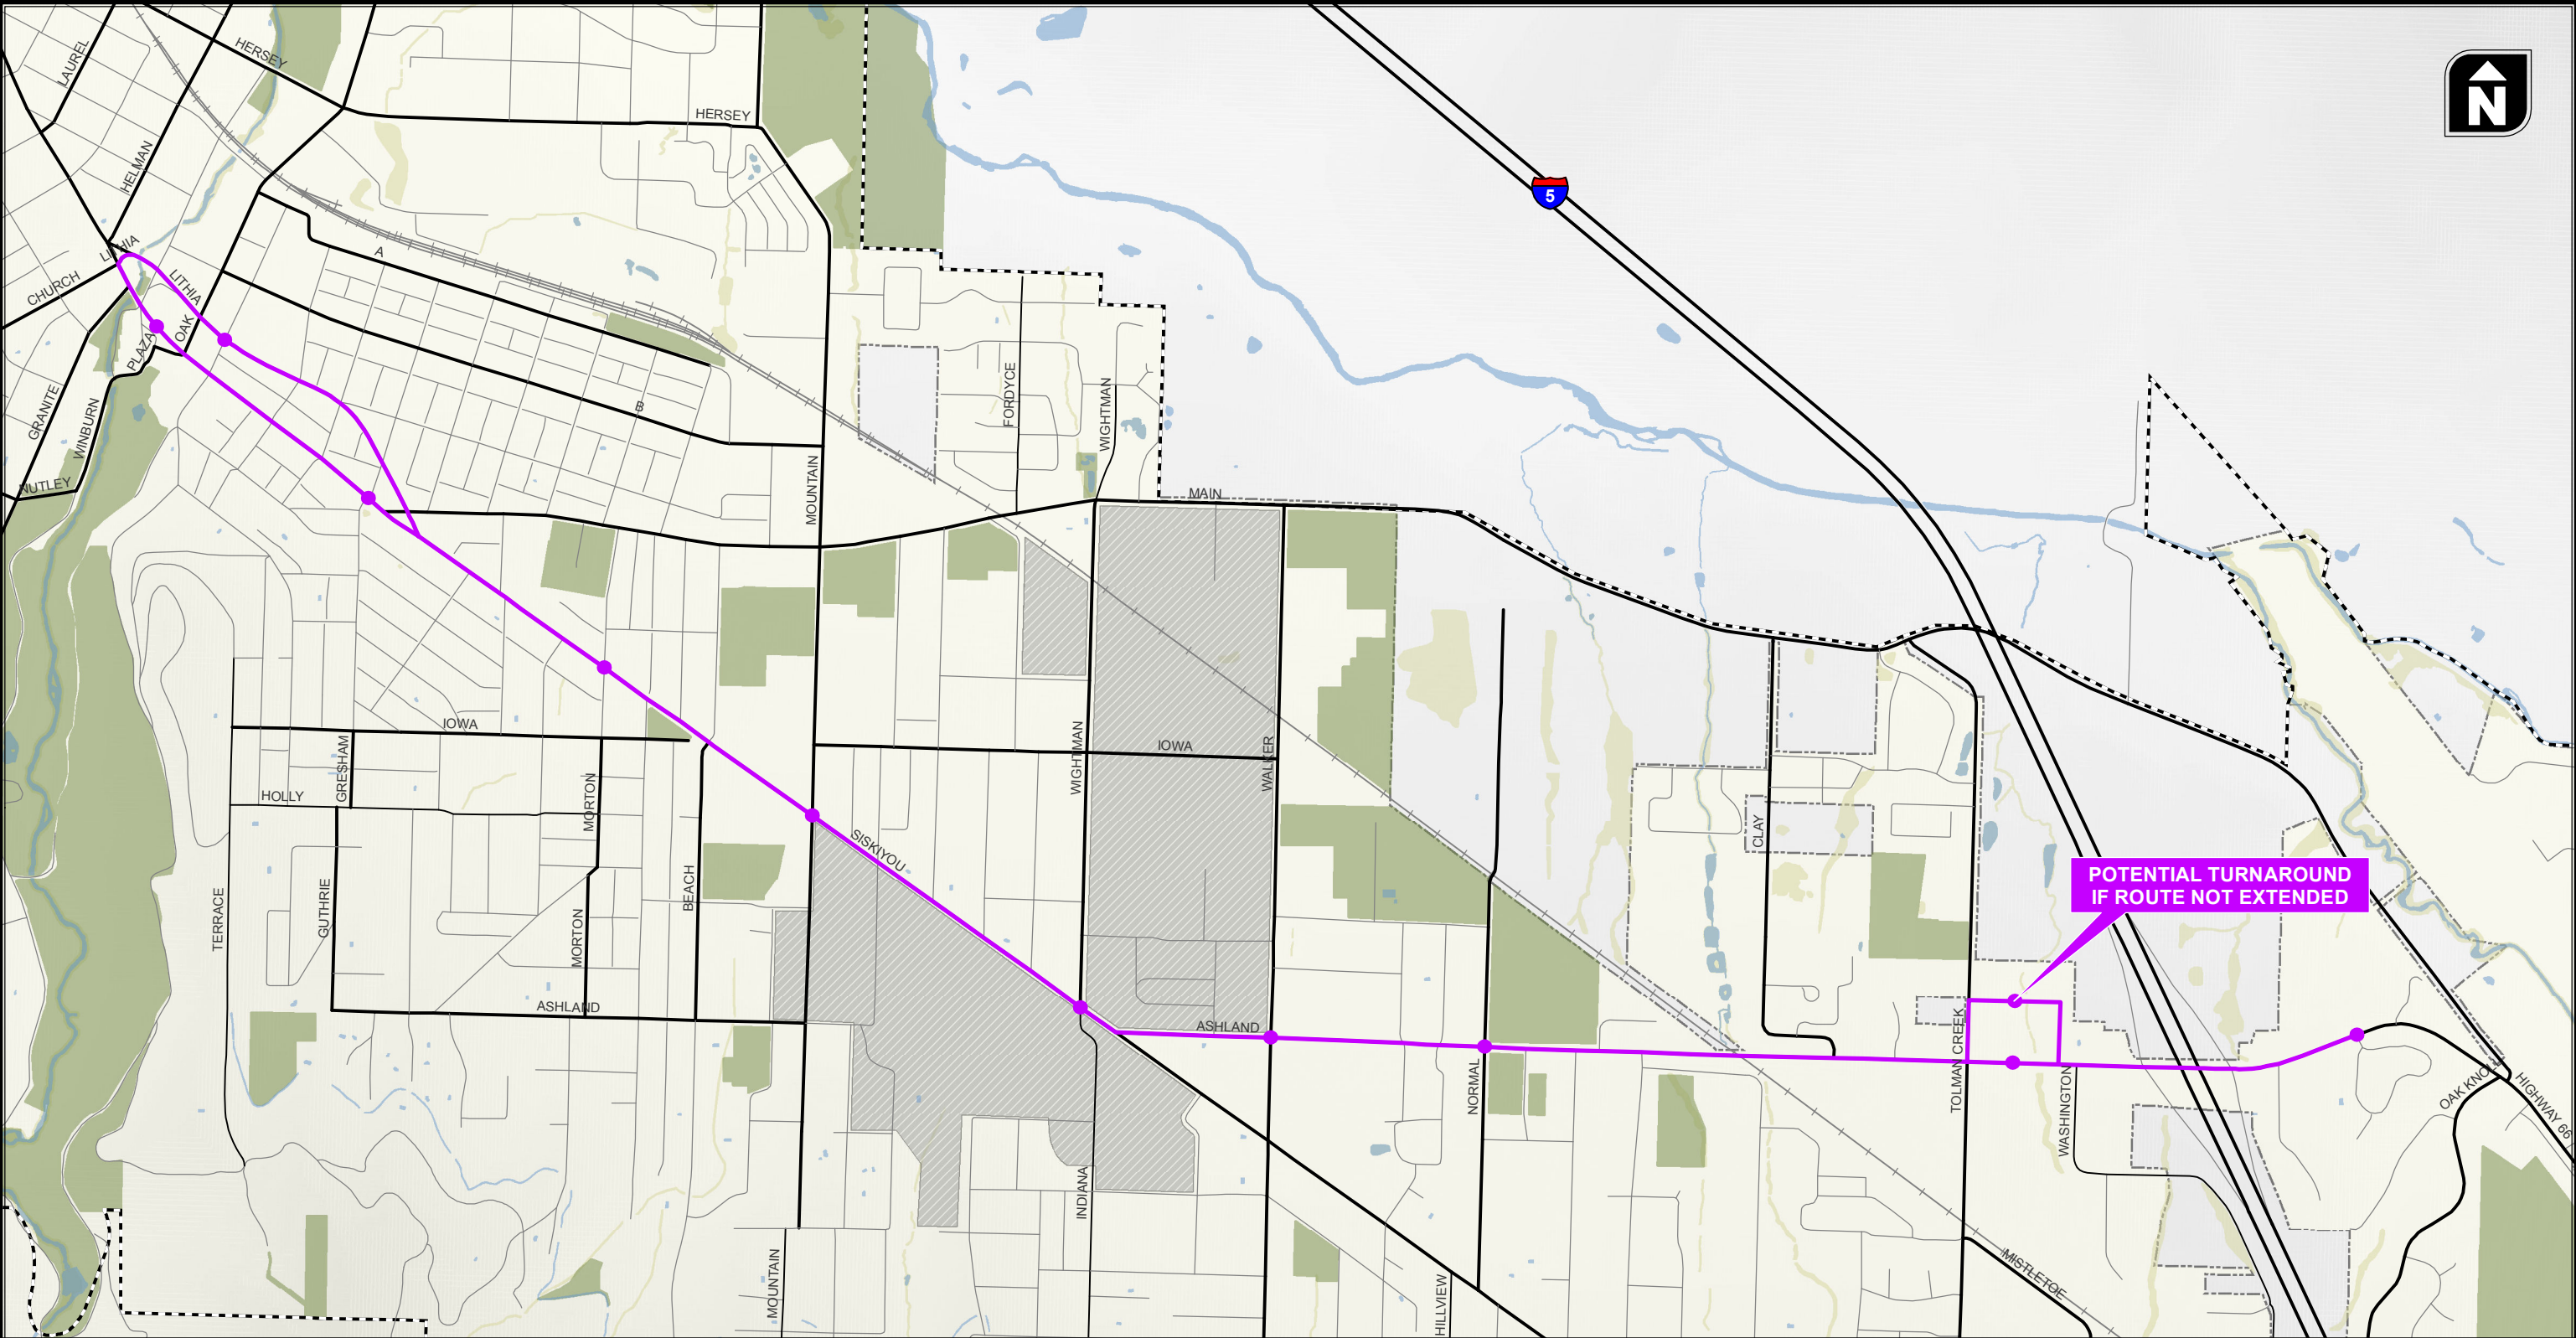 LAUREL
HERSEY
HELMAN
HERSEY
N
5
LITHIA
CHURCH
LITHIA
A
OAK
PLAZA
GRANITE
WINBURN
NUTLEY
B
MOUNTAIN
FORDYCE
WIGHTMAN
MAIN
IOWA
GRESHAM
HOLLY
MORTON
SISKIYOU
WIGHTMAN
IOWA
WALKER
CLAY
POTENTIAL TURNAROUND
IF ROUTE NOT EXTENDED
TERRACE
GUTHRIE
MORTON
BEACH
ASHLAND
ASHLAND
NORMAL
TOLMAN CREEK
WASHINGTON
OAK KNOLL
HIGHWAY 66
INDIANA
MOUNTAIN
HILLVIEW
MISTLETOE